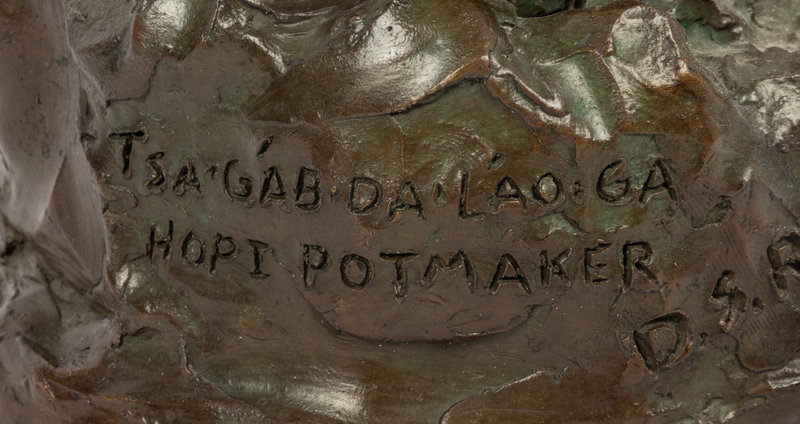 TSA·GÁB·DA·LÁO·GA
HOPI POTMAKER
D.S.R